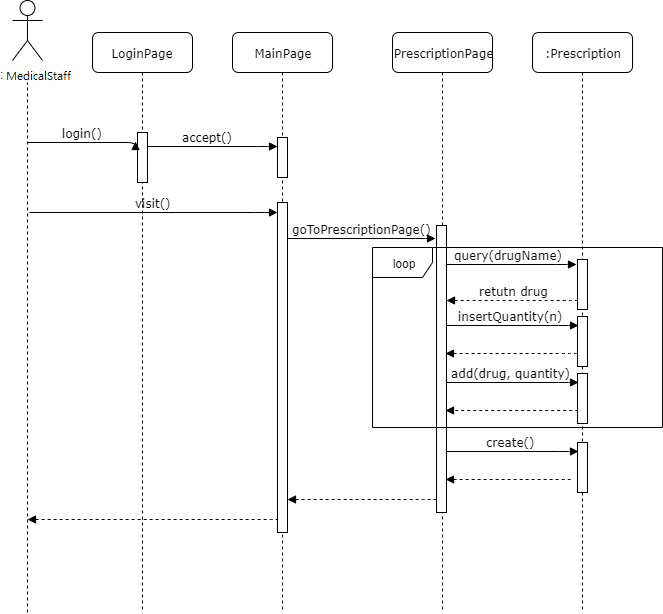 LoginPage
MainPage
PrescriptionPage
:Prescription
: MedicalStaff
login()
accept()
visit()
goToPrescriptionPage()
loop
query(drugName)
retutn drug
insertQuantity(n)
add(drug, quantity)
create()